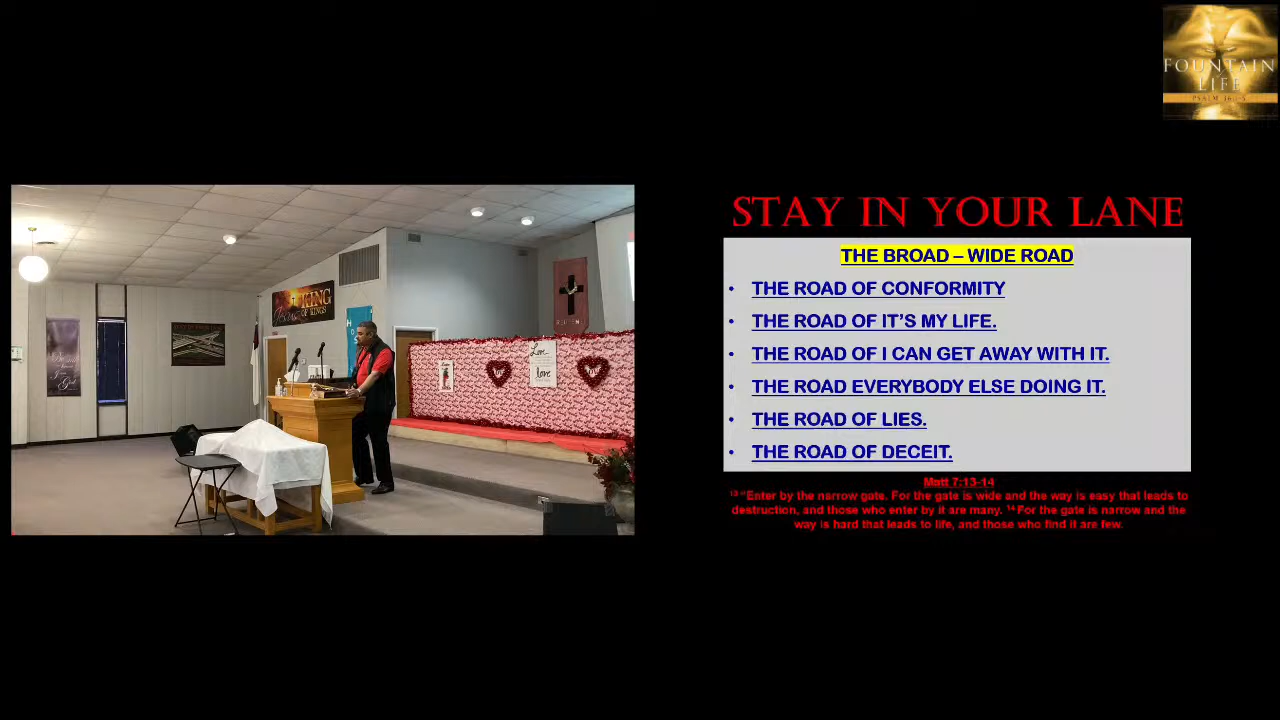 FOUNTAIN
LIFE
STAY IN YOUR LANE
THE BROAD – WIDE ROAD
• THE ROAD OF CONFORMITY
• THE ROAD OF IT'S MY LIFE.
• THE ROAD OF I CAN GET AWAY WITH IT.
• THE ROAD EVERYBODY ELSE DOING IT.
• THE ROAD OF LIES.
• THE ROAD OF DECEIT.
Matt 7:13-14
13 "Enter by the narrow gate. For the gate is wide and the way is easy that leads to
destruction, and those who enter by it are many. 14 For the gate is narrow and the
way is hard that leads to life, and those who find it are few.
KING
OF KINGS
Love
love
God